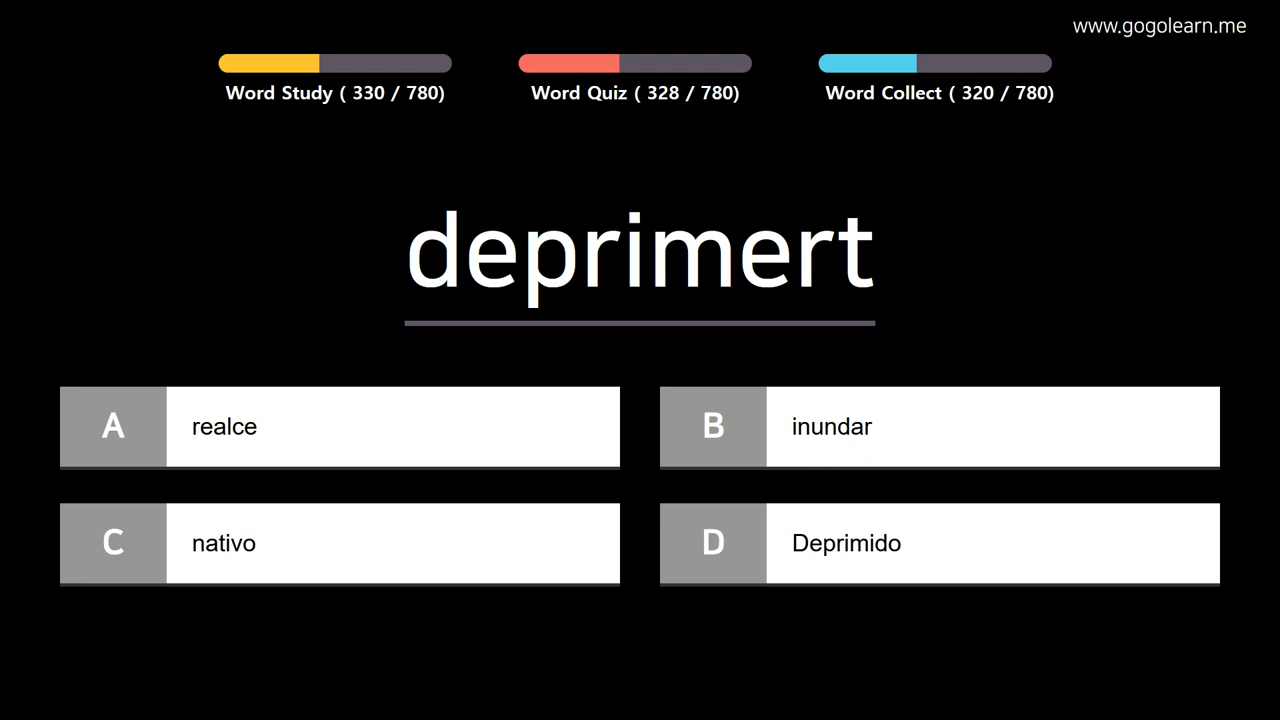 www.gogolearn.me
Word Study ( 330 / 780)
Word Quiz ( 328 / 780)
Word Collect ( 320 / 780)
deprimert
A realce
B inundar
C nativo
D Deprimido